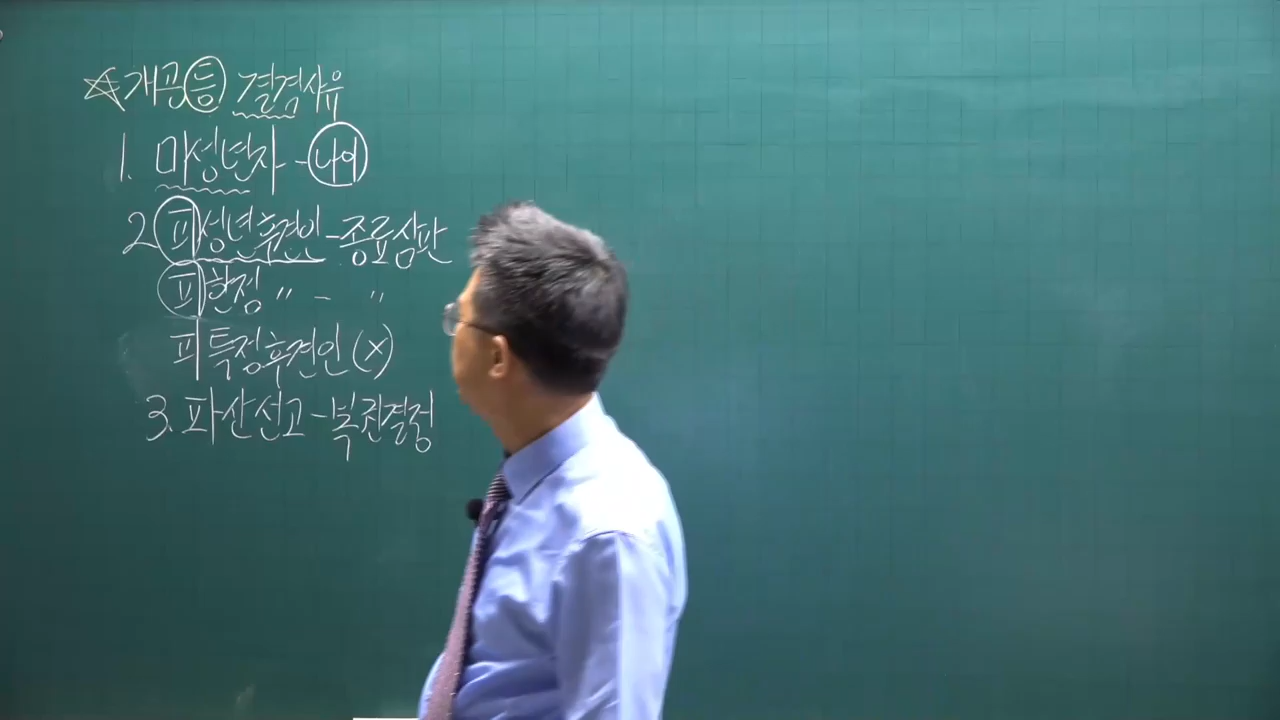 ☆개공등 결격사유
1. 미성년자 - 나이
2 피성년후견인 - 종료심판
피한정 〃 - 〃
피특정후견인 (x)
3. 파산선고 - 복권결정